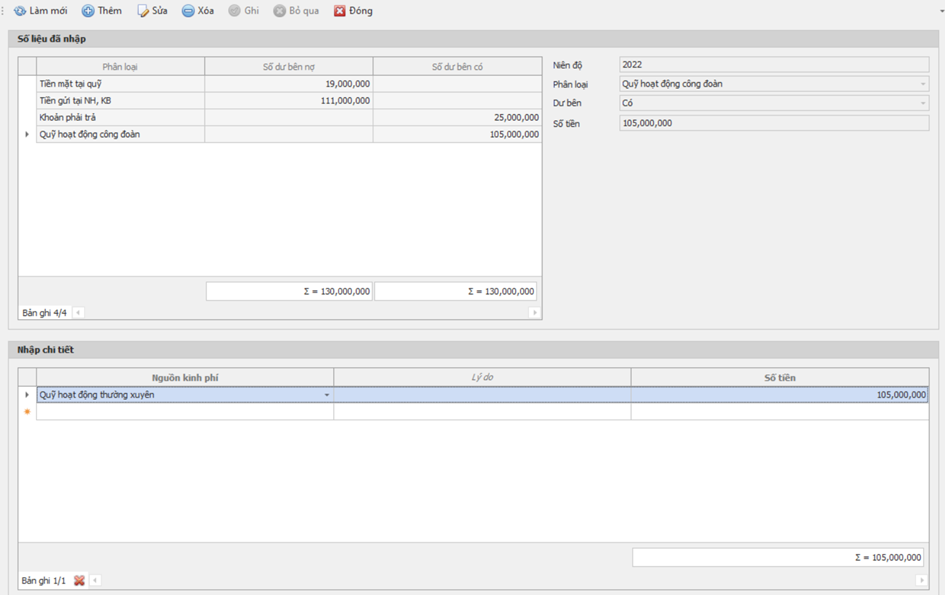 Làm mới Thêm Sửa Xóa Ghi Bỏ qua Đóng
Số liệu đã nhập
Phân loại Số dư bên nợ Số dư bên có
Tiền mặt tại quỹ 19,000,000
Tiền gửi tại NH, KB 111,000,000
Khoản phải trả 25,000,000
Quỹ hoạt động công đoàn 105,000,000
Σ = 130,000,000 Σ = 130,000,000
Bản ghi 4/4
Niên độ 2022
Phân loại Quỹ hoạt động công đoàn
Dư bên Có
Số tiền 105,000,000
Nhập chi tiết
Nguồn kinh phí Lý do Số tiền
Quỹ hoạt động thường xuyên 105,000,000
Σ = 105,000,000
Bản ghi 1/1